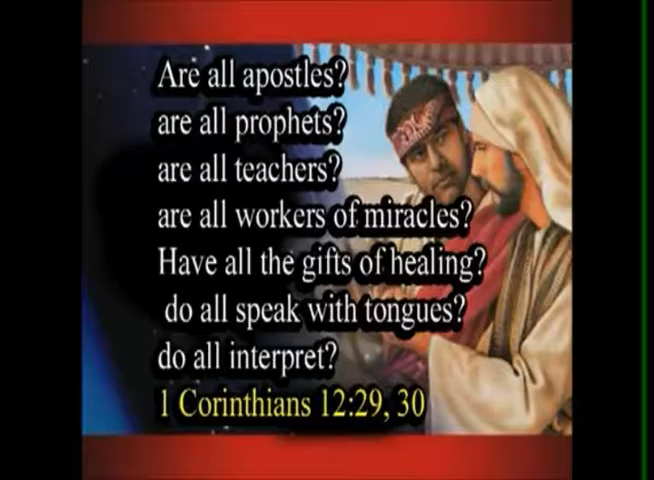 Are all apostles?
are all prophets?
are all teachers?
are all workers of miracles?
Have all the gifts of healing?
do all speak with tongues?
do all interpret?
1 Corinthians 12:29, 30